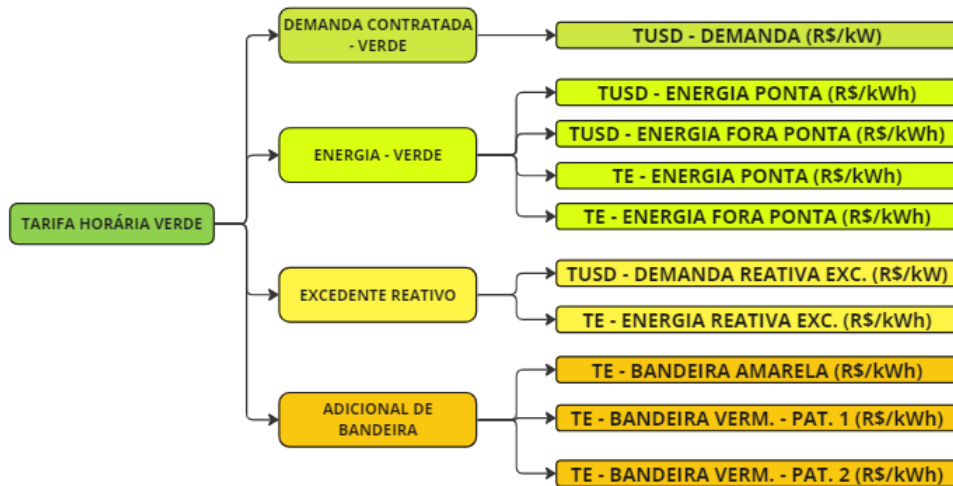 TARIFA HORÁRIA VERDE
DEMANDA CONTRATADA
- VERDE
TUSD - DEMANDA (R$/kW)
ENERGIA - VERDE
TUSD - ENERGIA PONTA (R$/kWh)
TUSD - ENERGIA FORA PONTA (R$/kWh)
TE - ENERGIA PONTA (R$/kWh)
TE - ENERGIA FORA PONTA (R$/kWh)
EXCEDENTE REATIVO
TUSD - DEMANDA REATIVA EXC. (R$/kW)
TE - ENERGIA REATIVA EXC. (R$/kWh)
ADICIONAL DE
BANDEIRA
TE - BANDEIRA AMARELA (R$/kWh)
TE - BANDEIRA VERM. - PAT. 1 (R$/kWh)
TE - BANDEIRA VERM. - PAT. 2 (R$/kWh)